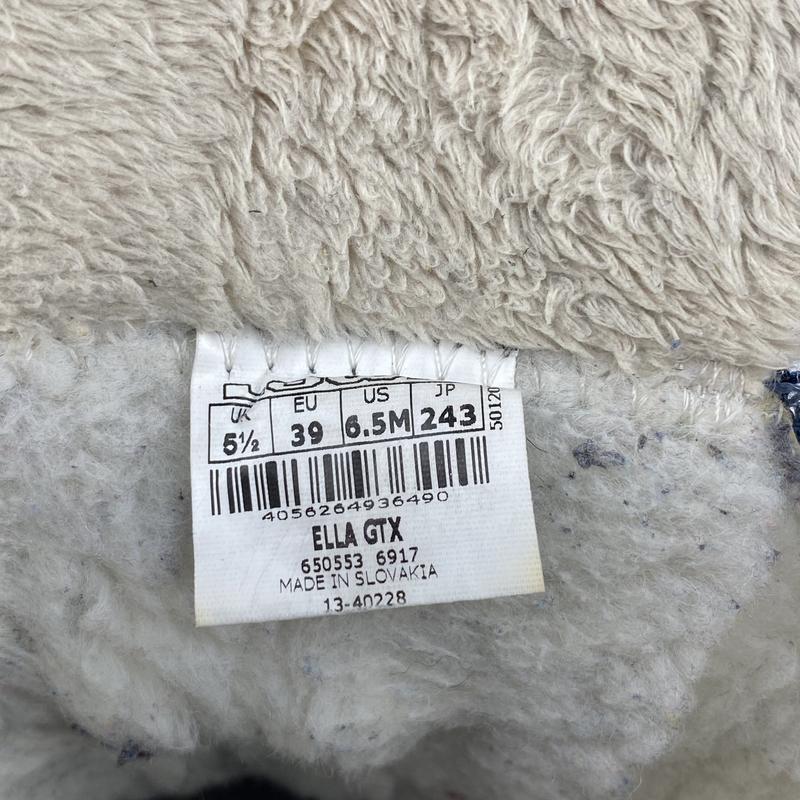 UK EU US JP
5½ 39 6.5M 243
50120
4056264936490
ELLA GTX
650553 6917
MADE IN SLOVAKIA
13-40228